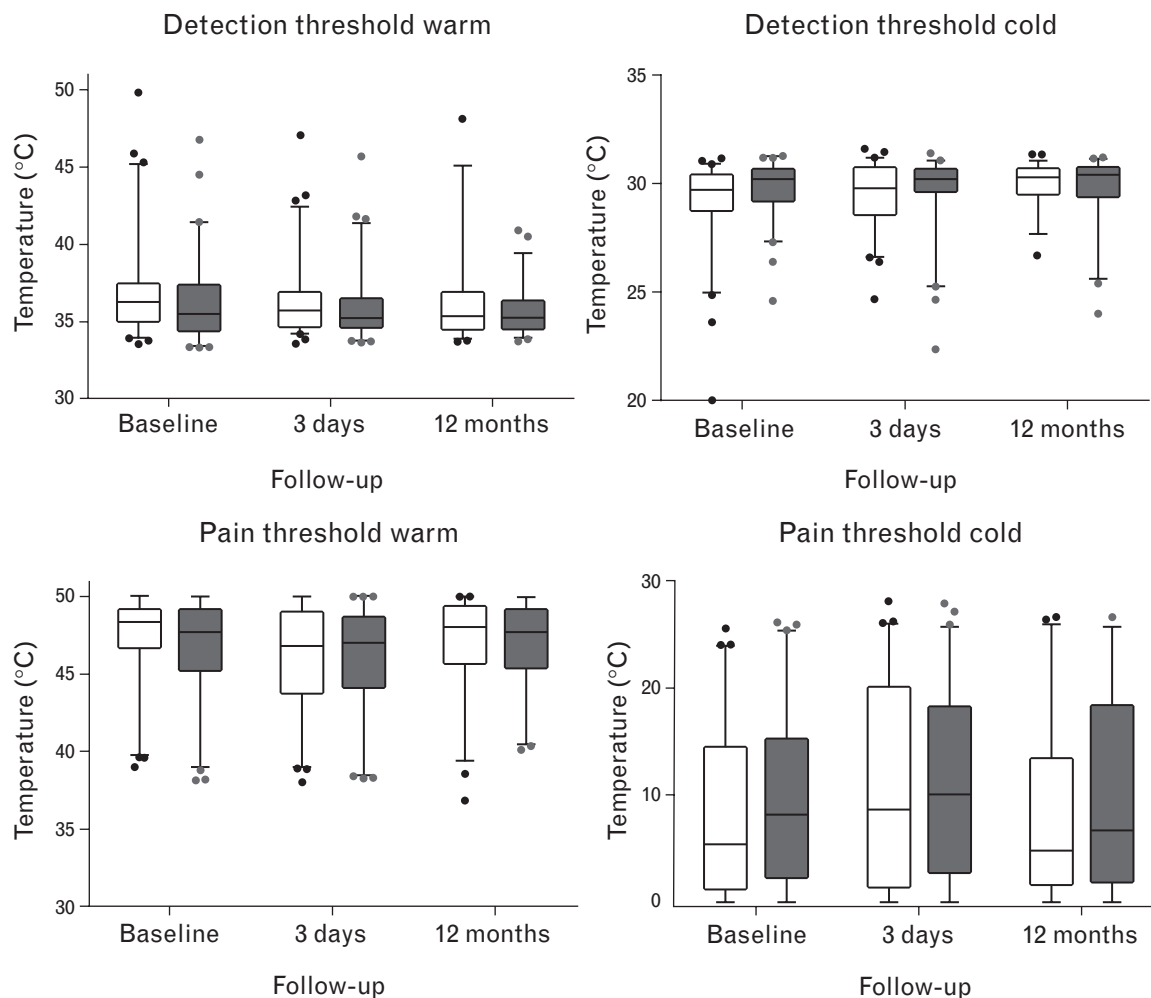 Detection threshold warm
Detection threshold cold
Temperature (°C)
50
45
40
35
30
Baseline
3 days
12 months
Follow-up
Temperature (°C)
35
30
25
20
Baseline
3 days
12 months
Follow-up
Pain threshold warm
Pain threshold cold
Temperature (°C)
50
45
40
35
30
Baseline
3 days
12 months
Follow-up
Temperature (°C)
30
20
10
0
Baseline
3 days
12 months
Follow-up